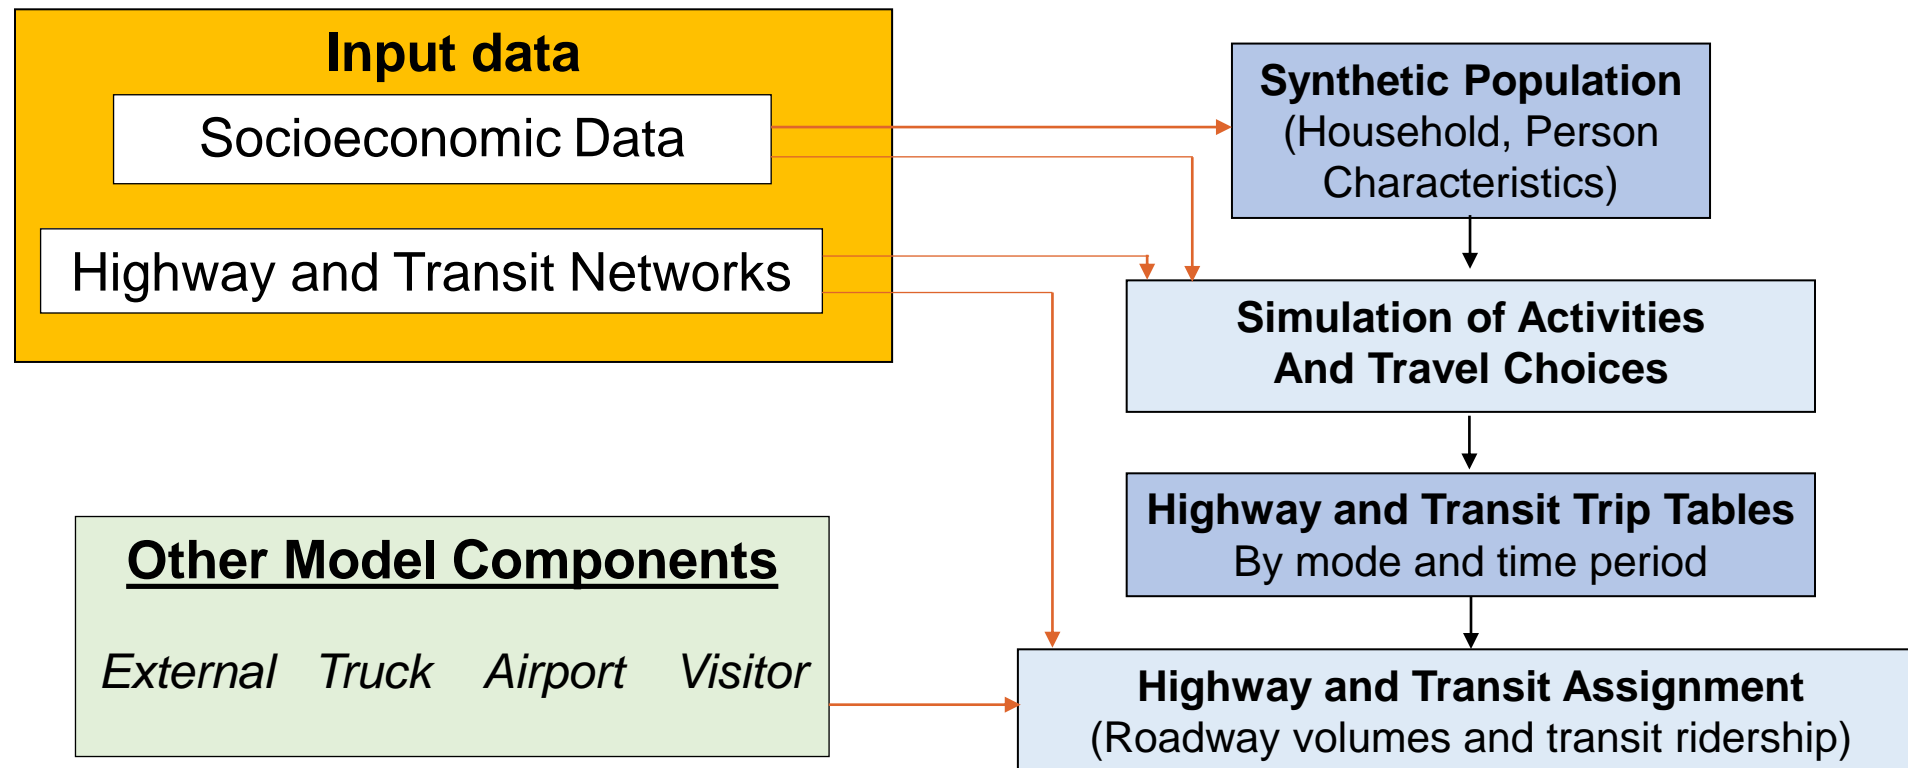 Input data
Socioeconomic Data
Highway and Transit Networks
Synthetic Population
(Household, Person
Characteristics)
Simulation of Activities
And Travel Choices
Highway and Transit Trip Tables
By mode and time period
Other Model Components
External Truck Airport Visitor
Highway and Transit Assignment
(Roadway volumes and transit ridership)